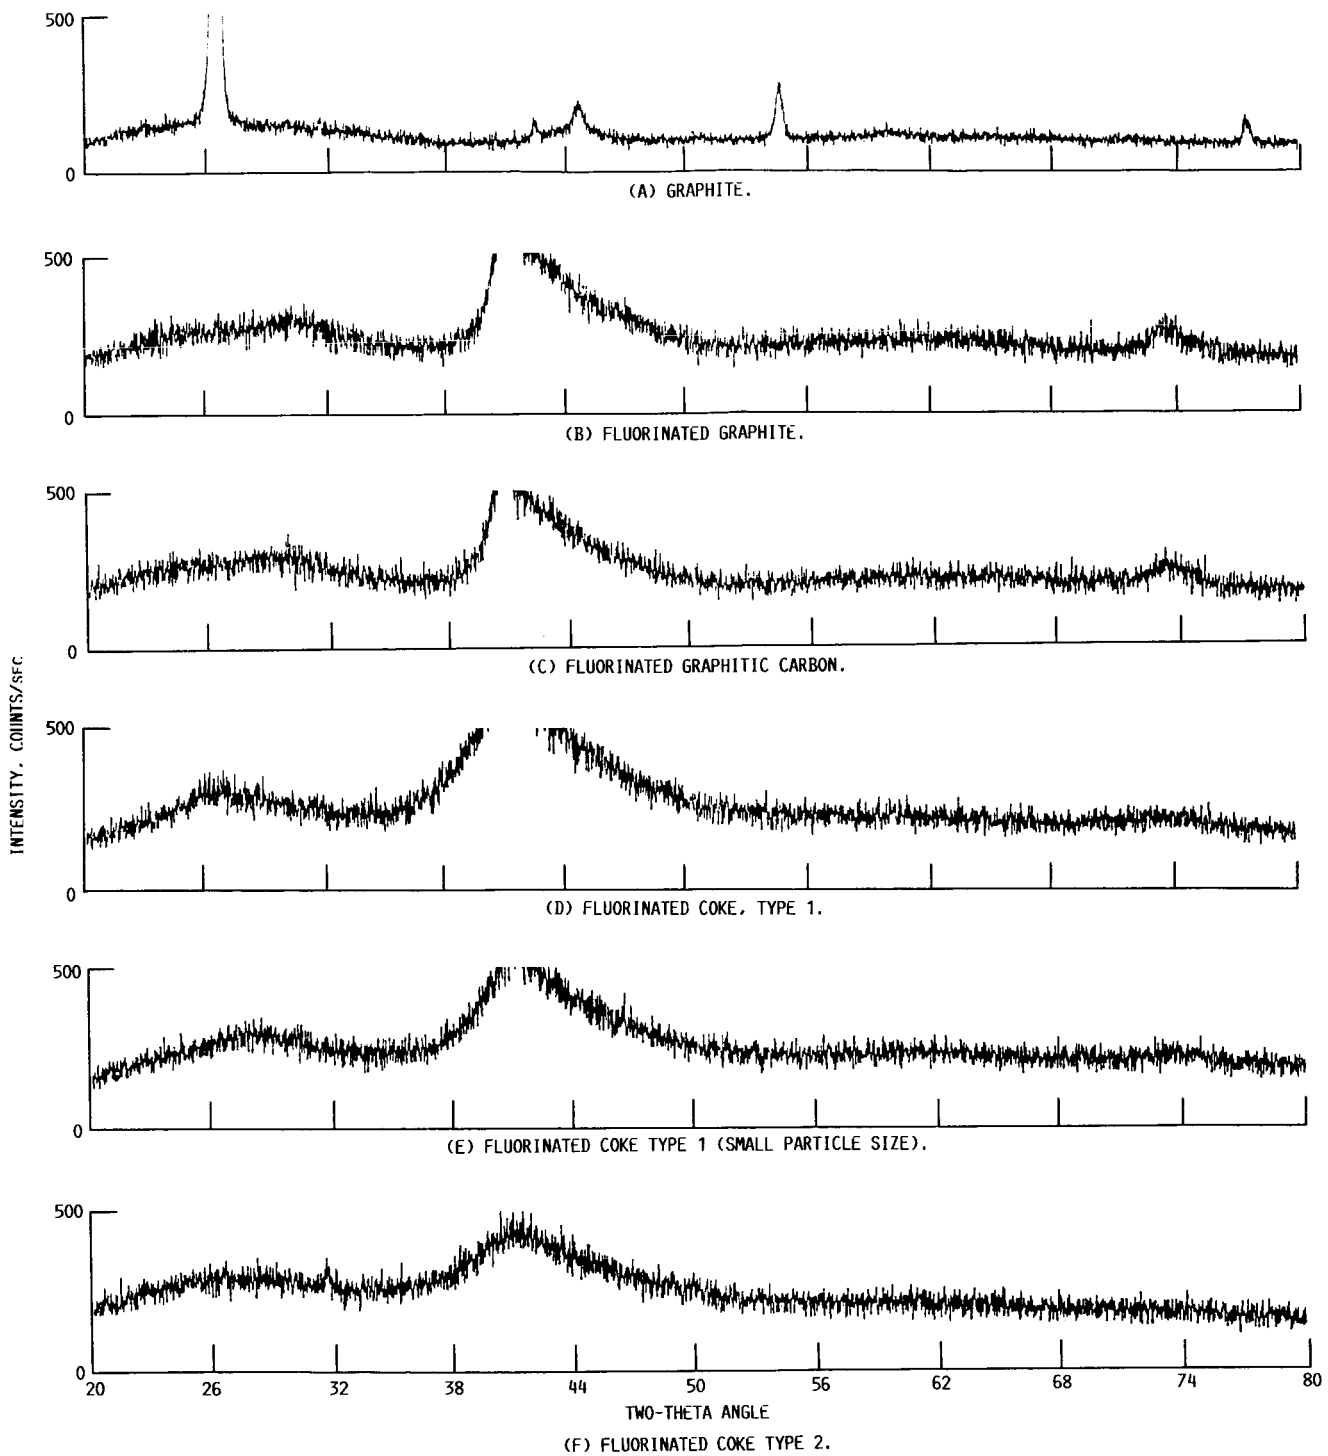 500
0
(A) GRAPHITE.
500
0
(B) FLUORINATED GRAPHITE.
500
0
(C) FLUORINATED GRAPHITIC CARBON.
INTENSITY, COUNTS/SEC
500
0
(D) FLUORINATED COKE, TYPE 1.
500
0
(E) FLUORINATED COKE TYPE 1 (SMALL PARTICLE SIZE).
500
0
20 26 32 38 44 50 56 62 68 74 80
TWO-THETA ANGLE
(F) FLUORINATED COKE TYPE 2.